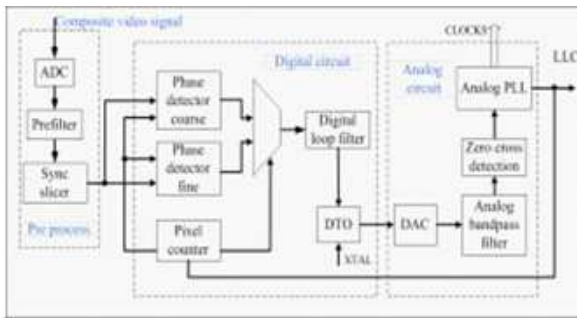 Composite video signal
CLOCKS
LLC
ADC
Prefilter
Sync
slicer
Pre process
Digital circuit
Phase
detector
coarse
Phase
detector
fine
Pixel
counter
Digital
loop filter
DTO
XTAL
Analog
circuit
Analog PLL
Zero cross
detection
DAC
Analog
bandpass
filter